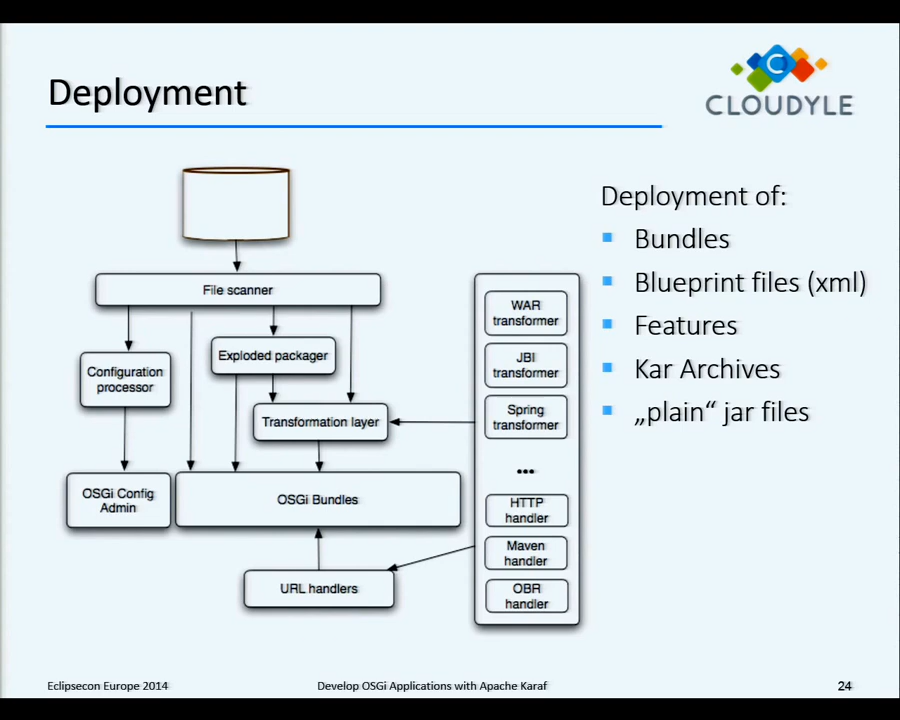 Deployment
CLOUDYLE
File scanner
Configuration
processor
Exploded packager
Transformation layer
OSGi Config
Admin
OSGi Bundles
URL handlers
WAR
transformer
JBI
transformer
Spring
transformer
...
HTTP
handler
Maven
handler
OBR
handler
Deployment of:
Bundles
Blueprint files (xml)
Features
Kar Archives
„plain“ jar files
Eclipsecon Europe 2014
Develop OSGi Applications with Apache Karaf
24